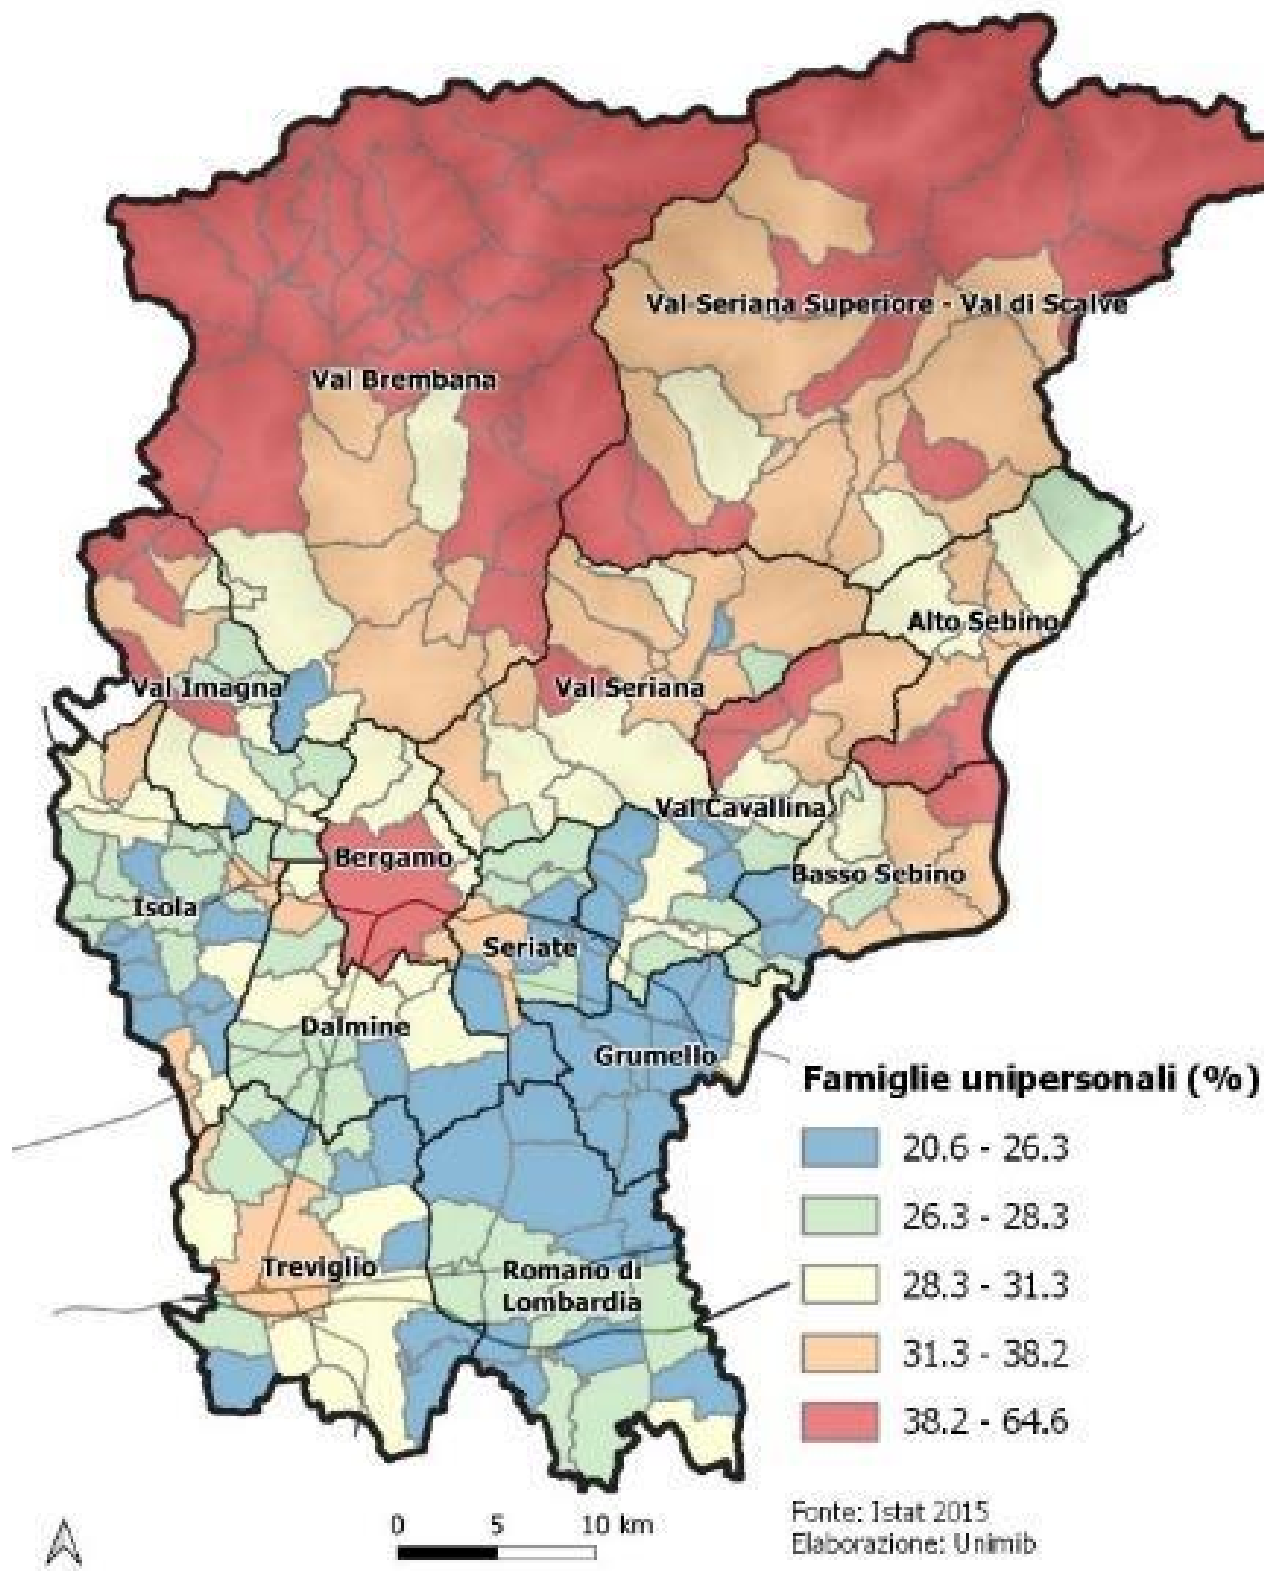 Val Seriana Superiore - Val di Scalve
Val Brembana
Alto Sebino
Val Imagna
Val Seriana
Val Cavallina
Bergamo
Basso Sebino
Isola
Seriate
Dalmine
Grumello
Famiglie unipersonali (%)
20.6 - 26.3
26.3 - 28.3
28.3 - 31.3
31.3 - 38.2
38.2 - 64.6
Treviglio
Romano di
Lombardia
0 5 10 km
Fonte: Istat 2015
Elaborazione: Unimib